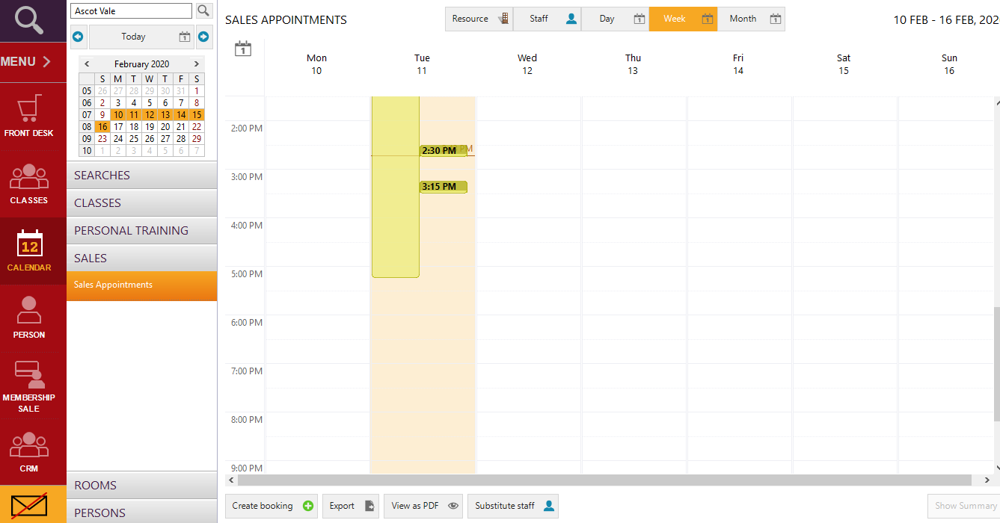 MENU
FRONT DESK
CLASSES
12
CALENDAR
PERSON
MEMBERSHIP
SALE
CRM
Ascot Vale
Today 1
February 2020
S M T W T F S
05 26 27 28 29 30 31 1
06 2 3 4 5 6 7 8
07 9 10 11 12 13 14 15
08 16 17 18 19 20 21 22
09 23 24 25 26 27 28 29
10 1 2 3 4 5 6 7
SEARCHES
CLASSES
PERSONAL TRAINING
SALES
Sales Appointments
ROOMS
PERSONS
SALES APPOINTMENTS
Resource Staff Day 1 Week 1 Month 1
10 FEB - 16 FEB, 202
1
Mon Tue Wed Thu Fri Sat Sun
10 11 12 13 14 15 16
2:00 PM
2:30 PM
3:00 PM
3:15 PM
4:00 PM
5:00 PM
6:00 PM
7:00 PM
8:00 PM
9:00 PM
Create booking Export View as PDF Substitute staff Show Summary